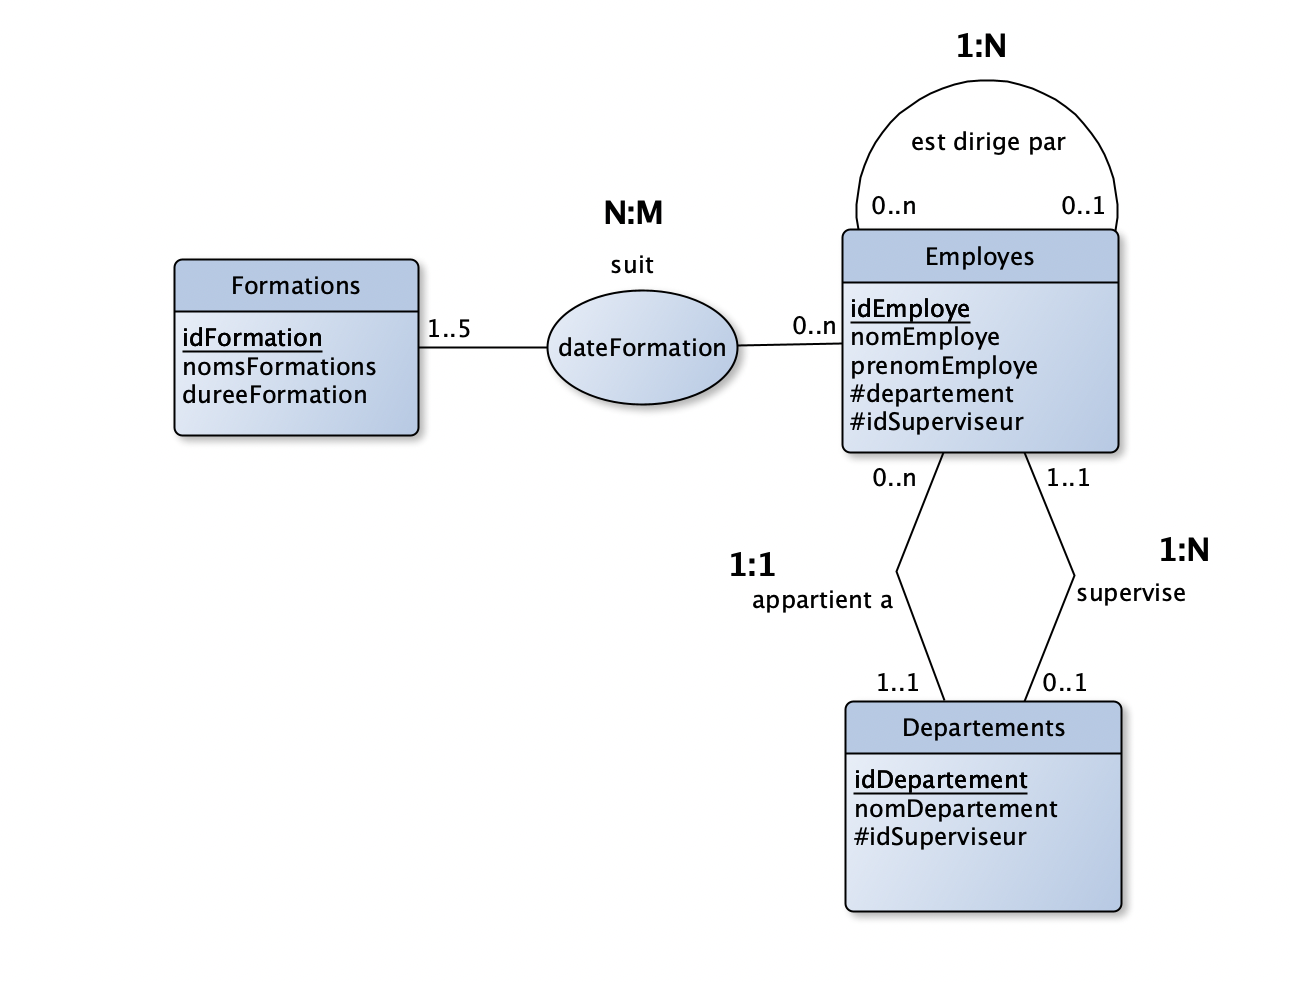 1:N
est dirige par
0..n
0..1
N:M
suit
Formations
idFormation
nomsFormations
dureeFormation
1..5
dateFormation
0..n
Employes
idEmploye
nomEmploye
prenomEmploye
#departement
#idSuperviseur
0..n
1..1
1:1
appartient a
1:N
supervise
1..1
0..1
Departements
idDepartement
nomDepartement
#idSuperviseur